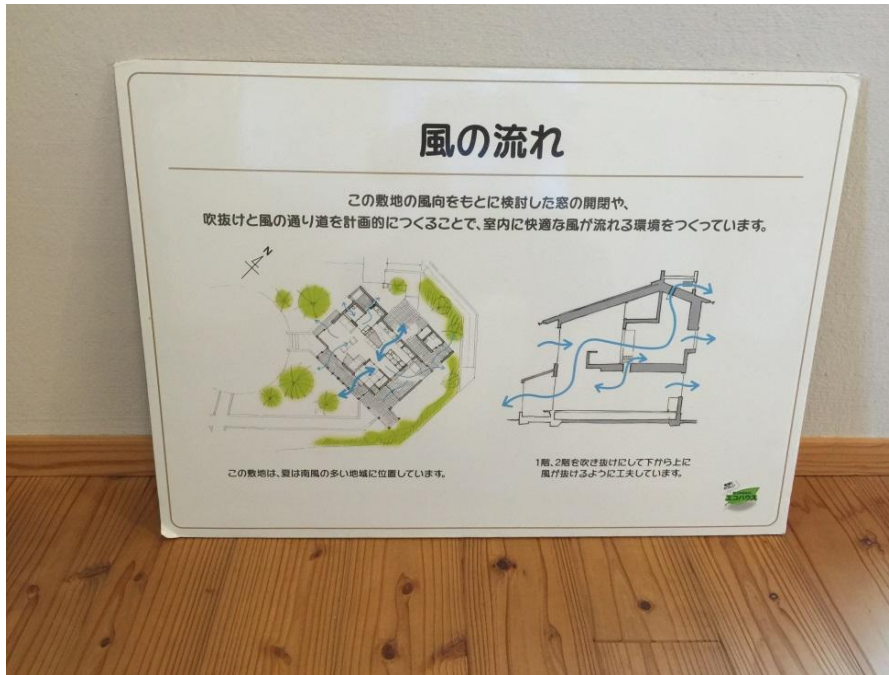 風の流れ
この敷地の風向をもとに検討した窓の開閉や、
吹抜けと風の通り道を計画的につくることで、室内に快適な風が流れる環境をつくっています。
N
この敷地は、夏は南風の多い地域に位置しています。
1階、2階を吹き抜けにして下から上に
風が抜けるように工夫しています。
エコハウス